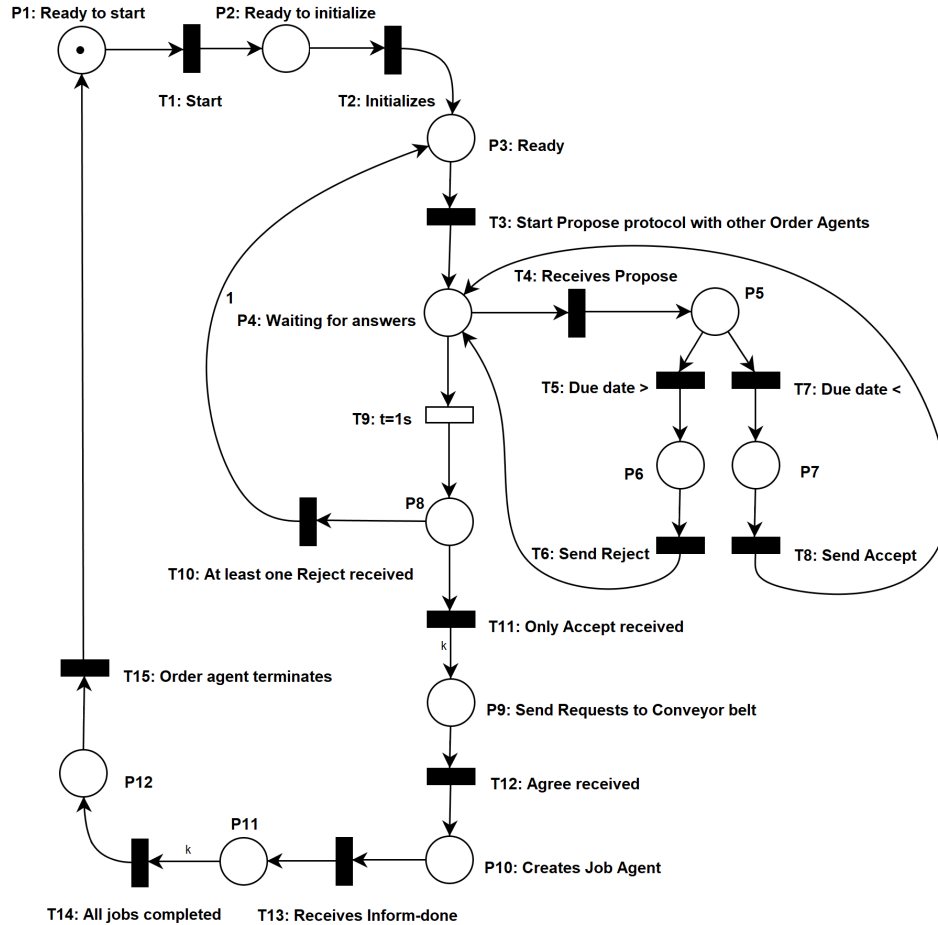 P1: Ready to start
P2: Ready to initialize
T1: Start
T2: Initializes
P3: Ready
T3: Start Propose protocol with other Order Agents
T4: Receives Propose
P5
1
P4: Waiting for answers
T5: Due date >
T7: Due date <
T9: t=1s
P6
P7
P8
T6: Send Reject
T8: Send Accept
T10: At least one Reject received
T11: Only Accept received
k
T15: Order agent terminates
P9: Send Requests to Conveyor belt
P12
T12: Agree received
P11
k
P10: Creates Job Agent
T14: All jobs completed
T13: Receives Inform-done